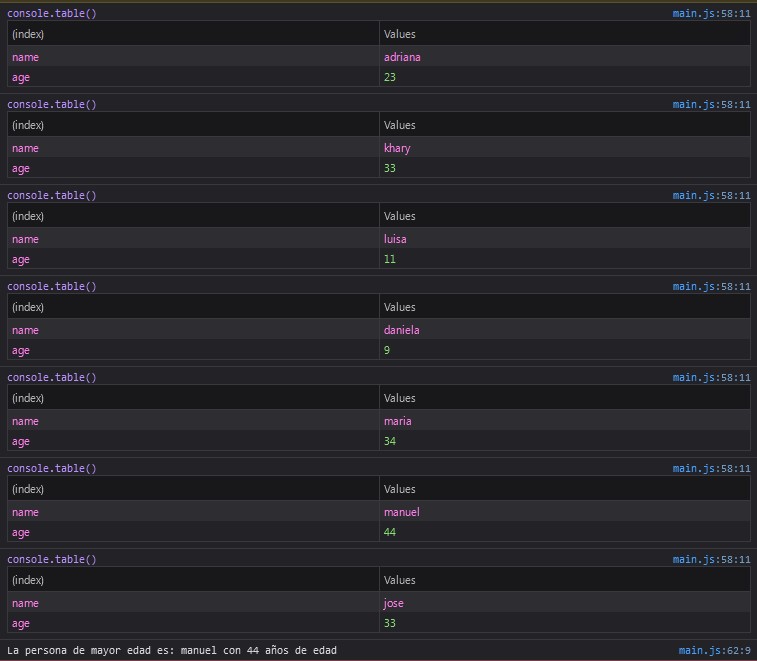 console.table() main.js:58:11
(index) Values
name adriana
age 23
console.table() main.js:58:11
(index) Values
name khary
age 33
console.table() main.js:58:11
(index) Values
name luisa
age 11
console.table() main.js:58:11
(index) Values
name daniela
age 9
console.table() main.js:58:11
(index) Values
name maria
age 34
console.table() main.js:58:11
(index) Values
name manuel
age 44
console.table() main.js:58:11
(index) Values
name jose
age 33
La persona de mayor edad es: manuel con 44 años de edad main.js:62:9